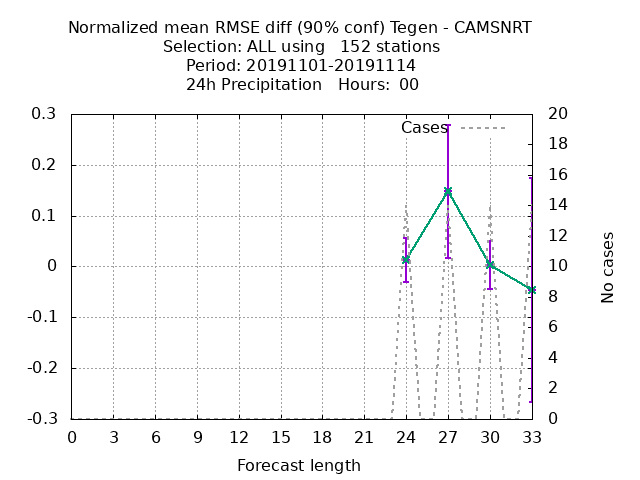 Normalized mean RMSE diff (90% conf) Tegen - CAMSNRT
Selection: ALL using   152 stations
Period: 20191101-20191114
24h Precipitation   Hours:  00
Cases
0.3
0.2
0.1
0
-0.1
-0.2
-0.3
20
18
16
14
12
10
8
6
4
2
0
No cases
0 3 6 9 12 15 18 21 24 27 30 33
Forecast length